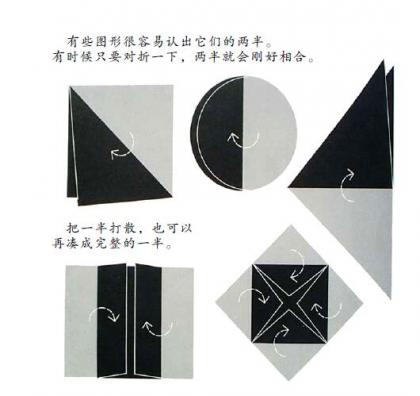 有些图形很容易认出它们的两半。
有时候只要对折一下，两半就会刚好相合。
把一半打散，也可以
再凑成完整的一半。